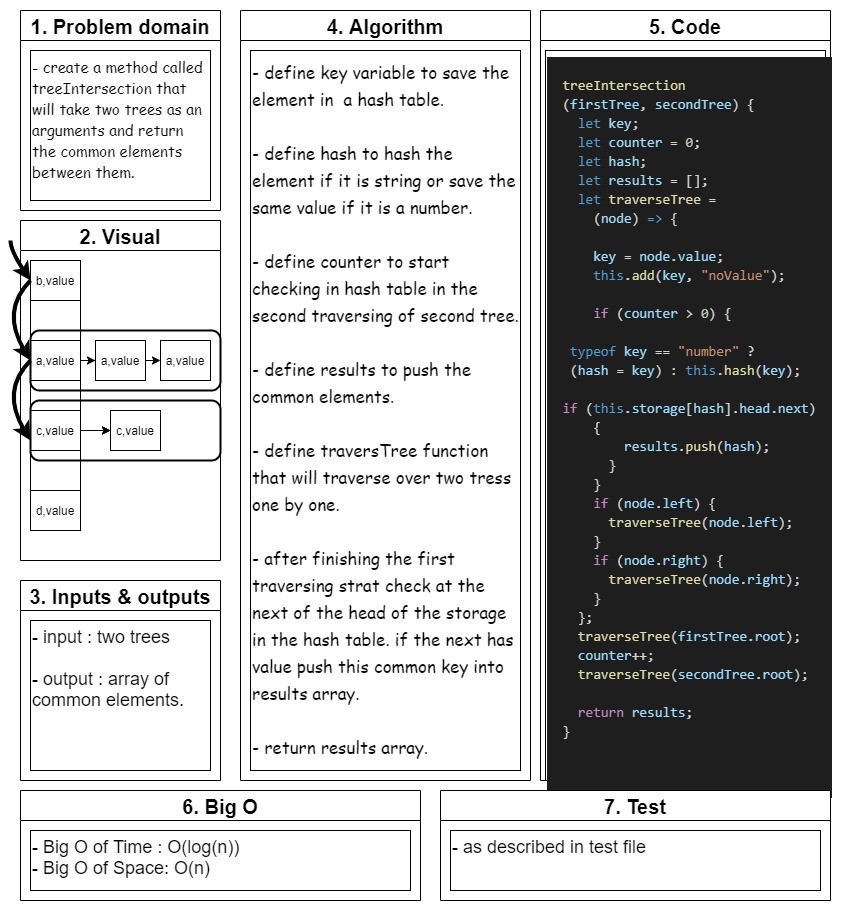 1. Problem domain
- create a method called
treeIntersection that
will take two trees as an
arguments and return
the common elements
between them.
2. Visual
b,value
a,value
a,value
a,value
c,value
c,value
d,value
3. Inputs & outputs
- input : two trees
- output : array of
common elements.
4. Algorithm
- define key variable to save the
element in a hash table.
- define hash to hash the
element if it is string or save the
same value if it is a number.
- define counter to start
checking in hash table in the
second traversing of second tree.
- define results to push the
common elements.
- define traversTree function
that will traverse over two tress
one by one.
- after finishing the first
traversing strat check at the
next of the head of the storage
in the hash table. if the next has
value push this common key into
results array.
- return results array.
5. Code
treeIntersection
(firstTree, secondTree) {
let key;
let counter = 0;
let hash;
let results = [];
let traverseTree =
(node) => {
key = node.value;
this.add(key, "noValue");
if (counter > 0) {
typeof key == "number" ?
(hash = key) : this.hash(key);
if (this.storage[hash].head.next)
{
results.push(hash);
}
}
if (node.left) {
traverseTree(node.left);
}
if (node.right) {
traverseTree(node.right);
}
};
traverseTree(firstTree.root);
counter++;
traverseTree(secondTree.root);
return results;
}
6. Big O
- Big O of Time : O(log(n))
- Big O of Space: O(n)
7. Test
- as described in test file